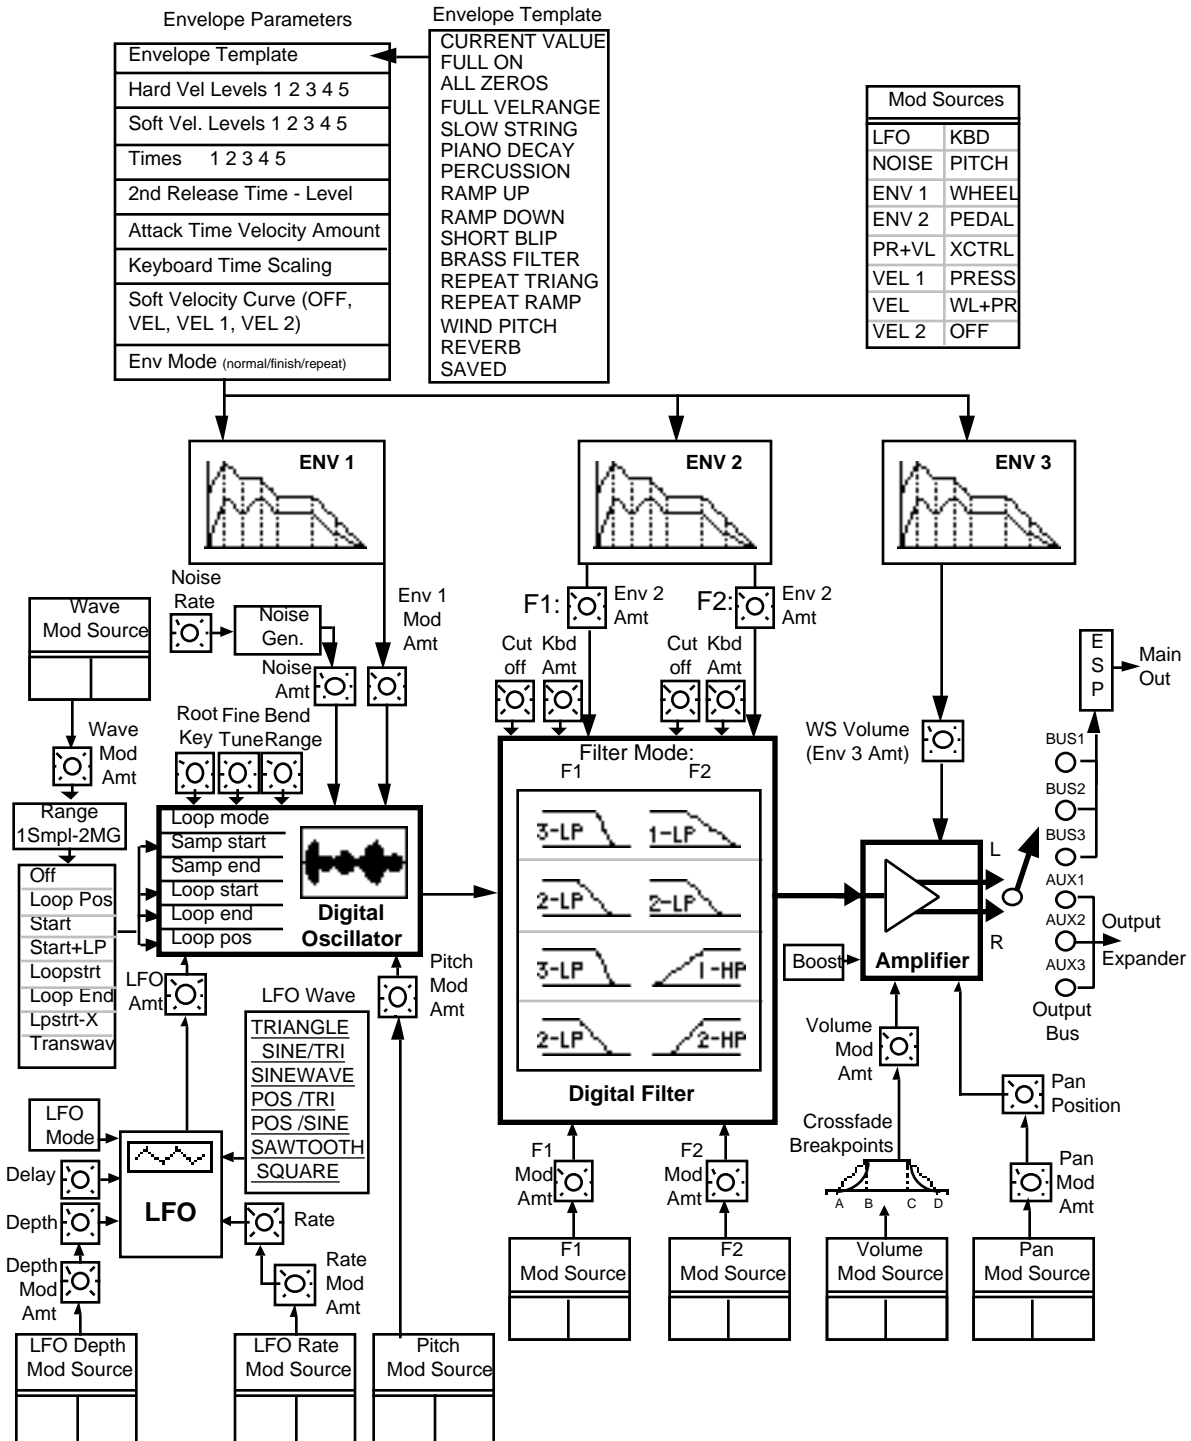 Envelope Parameters
Envelope Template
Hard Vel Levels 1 2 3 4 5
Soft Vel. Levels 1 2 3 4 5
Times 1 2 3 4 5
2nd Release Time - Level
Attack Time Velocity Amount
Keyboard Time Scaling
Soft Velocity Curve (OFF,
VEL, VEL 1, VEL 2)
Env Mode (normal/finish/repeat)
Envelope Template
CURRENT VALUE
FULL ON
ALL ZEROS
FULL VELRANGE
SLOW STRING
PIANO DECAY
PERCUSSION
RAMP UP
RAMP DOWN
SHORT BLIP
BRASS FILTER
REPEAT TRIANG
REPEAT RAMP
WIND PITCH
REVERB
SAVED
Mod Sources
LFO KBD
NOISE PITCH
ENV 1 WHEEL
ENV 2 PEDAL
PR+VL XCTRL
VEL 1 PRESS
VEL WL+PR
VEL 2 OFF
ENV 1
ENV 2
ENV 3
Wave
Mod Source
Noise
Rate
Noise
Gen.
Noise
Amt
Env 1
Mod
Amt
F1:
Env 2
Amt
F2:
Env 2
Amt
Cut
off
Kbd
Amt
Cut
off
Kbd
Amt
Wave
Mod
Amt
Root
Key
Fine
Tune
Bend
Range
Range
1Smpl-2MG
Off
Loop Pos
Start
Start+LP
Loopstrt
Loop End
Lpstrt-X
Transwav
Loop mode
Samp start
Samp end
Loop start
Loop end
Loop pos
Digital
Oscillator
Filter Mode:
F1 F2
3-LP 1-LP
2-LP 2-LP
3-LP 1-HP
2-LP 2-HP
Digital Filter
WS Volume
(Env 3 Amt)
L
R
Boost
Amplifier
E
S
P
Main
Out
BUS1
BUS2
BUS3
AUX1
AUX2
AUX3
Output
Expander
Output
Bus
LFO
Amt
LFO Wave
TRIANGLE
SINE/TRI
SINEWAVE
POS /TRI
POS /SINE
SAWTOOTH
SQUARE
Pitch
Mod
Amt
LFO
Mode
Delay
Depth
LFO
Rate
Depth
Mod
Amt
Rate
Mod
Amt
LFO Depth
Mod Source
LFO Rate
Mod Source
Pitch
Mod Source
F1
Mod
Amt
F2
Mod
Amt
F1
Mod Source
F2
Mod Source
Volume
Mod
Amt
Crossfade
Breakpoints
A B C D
Volume
Mod Source
Pan
Position
Pan
Mod
Amt
Pan
Mod Source